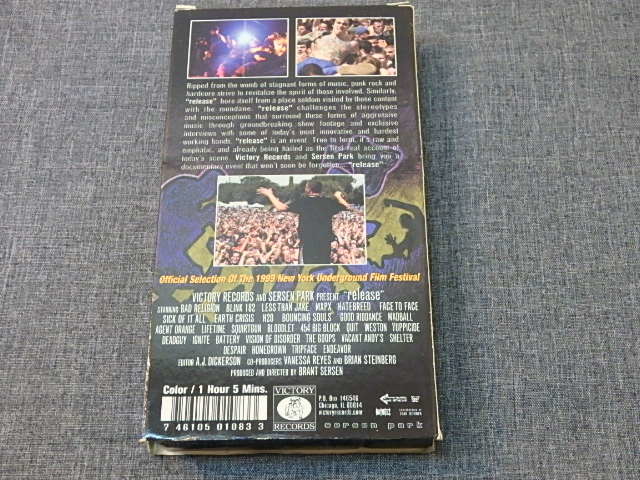 Ripped from the womb of stagnant forms of music, punk rock and
hardcore strive to revitalize the spirit of those involved. Similarly,
"release" bore itself from a place seldom visited by those content
with the mundane. "release" challenges the stereotypes
and misconceptions that surround these forms of aggressive
music through groundbreaking show footage and exclusive
interviews with some of today's most innovative and hardest
working bands. "release" is an event. True to form, it's raw and
emphatic, and already being hailed as the first real account of
today's scene. Victory Records and Sersen Park bring you a
documentary event that won't soon be forgotten. "release"
Official Selection Of The 1999 New York Underground Film Festival
VICTORY RECORDS AND SERSEN PARK PRESENT "release"
STARRING BAD RELIGION BLINK 182 LESS THAN JAKE MXPX HATEBREED FACE TO FACE
SICK OF IT ALL EARTH CRISIS H2O BOUNCING SOULS GOOD RIDDANCE MADBALL
AGENT ORANGE LIFETIME SQUIRTGUN BLOODLET 454 BIG BLOCK QUIT WESTON YUPPICIDE
DEADGUY IGNITE BATTERY VISION OF DISORDER THE GOOPS VACANT ANDY'S SHELTER
DESPAIR HOMEGROWN TRIPFACE ENDEAVOR
EDITOR A.J. DICKERSON CO-PRODUCERS VANESSA REYES AND BRIAN STEINBERG
PRODUCED AND DIRECTED BY BRANT SERSEN
Color / 1 Hour 5 Mins.
7 46105 01083 3
VICTORY
RECORDS
P.O. Box 146546
Chicago, IL 60614
victoryrecords.com
sersen park